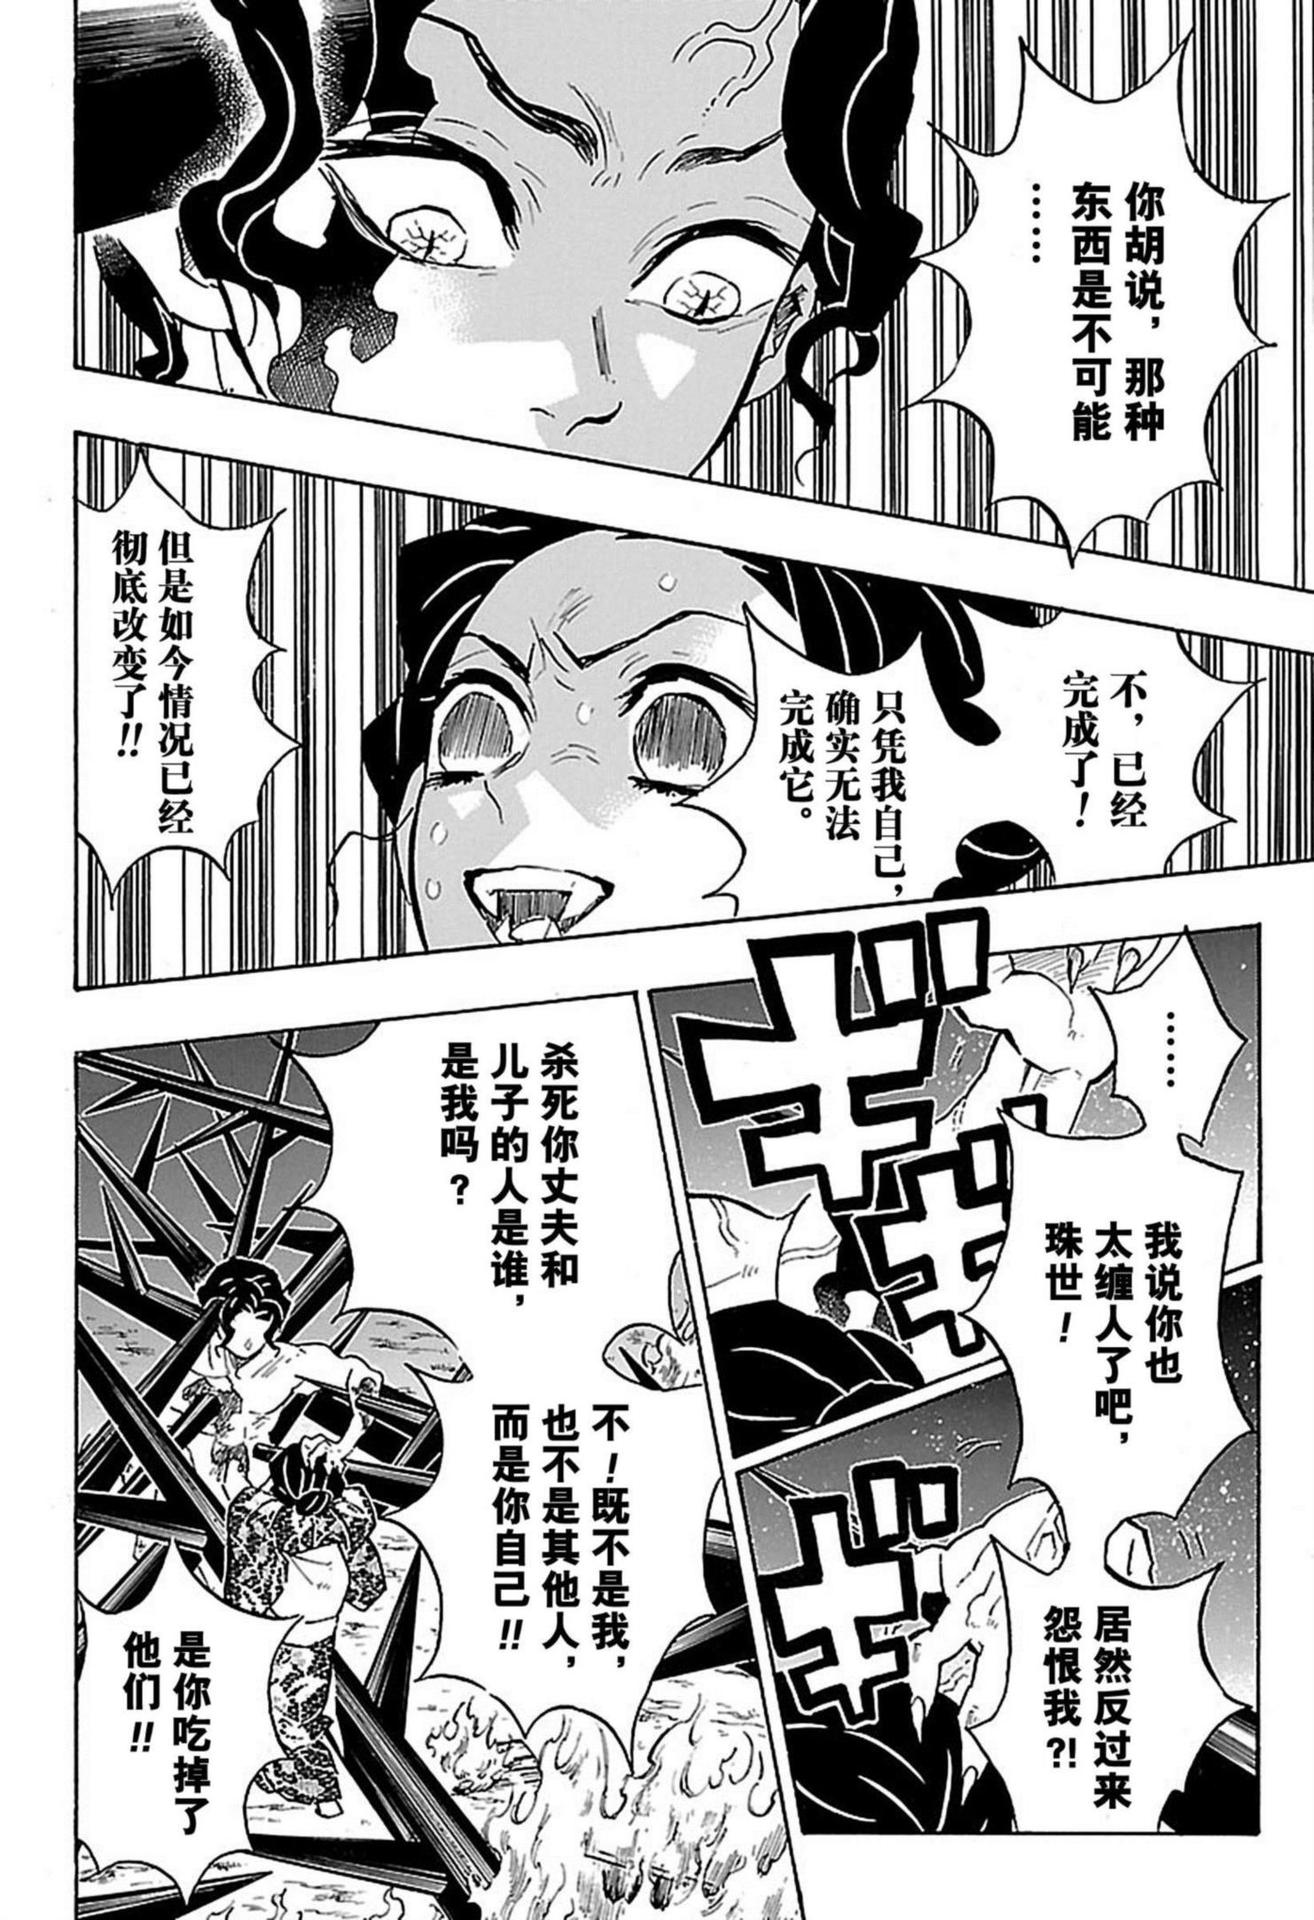 你胡说，那种
东西是不可能
……
不，已经
完成了！
只凭我自己，
确实无法
完成它。
但是如今情况已经
彻底改变了!!
……
我说你也
太缠人了吧，
珠世！
ギギ
居然反过来
怨恨我?!
ギギ
杀死你丈夫和
儿子的人是谁，
是我吗？
不！既不是我，
也不是其他人，
而是你自己!!
是你吃掉了
他们!!